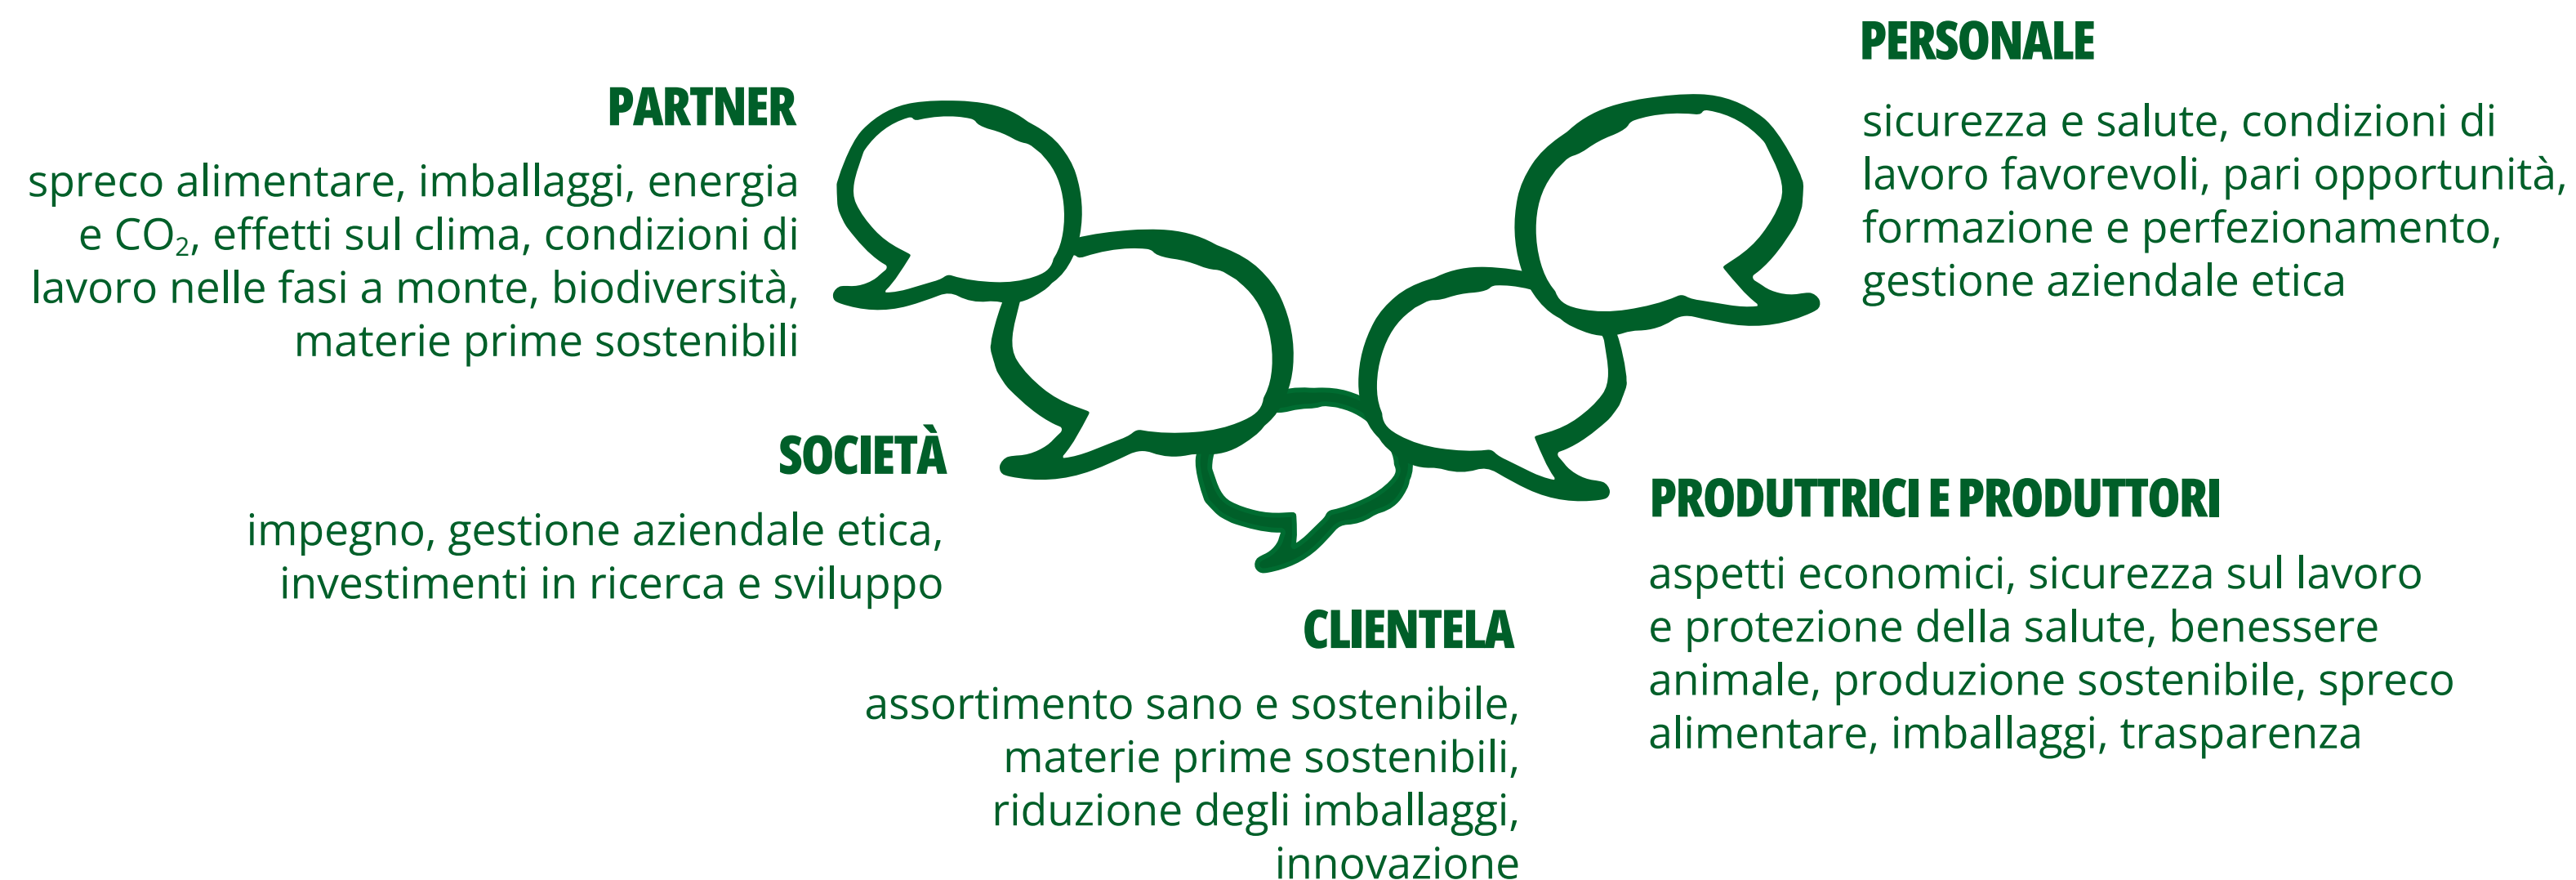 PARTNER
spreco alimentare, imballaggi, energia
e CO₂, effetti sul clima, condizioni di
lavoro nelle fasi a monte, biodiversità,
materie prime sostenibili
SOCIETÀ
impegno, gestione aziendale etica,
investimenti in ricerca e sviluppo
CLIENTELA
assortimento sano e sostenibile,
materie prime sostenibili,
riduzione degli imballaggi,
innovazione
PERSONALE
sicurezza e salute, condizioni di
lavoro favorevoli, pari opportunità,
formazione e perfezionamento,
gestione aziendale etica
PRODUTTRICI E PRODUTTORI
aspetti economici, sicurezza sul lavoro
e protezione della salute, benessere
animale, produzione sostenibile, spreco
alimentare, imballaggi, trasparenza